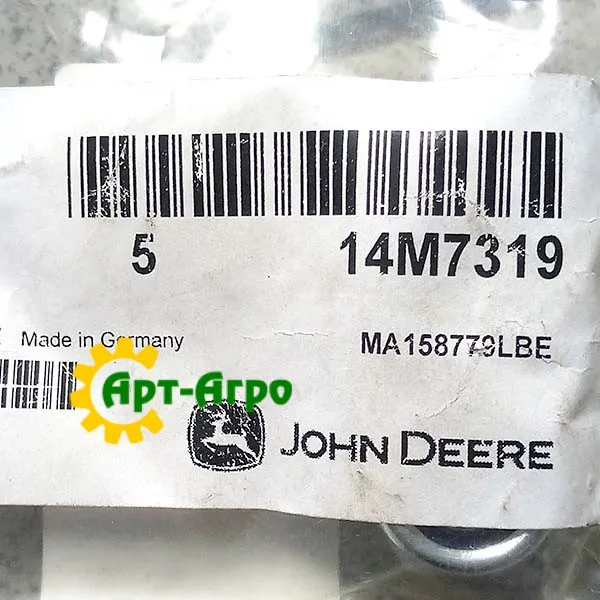 5 14M7319
Made in Germany MA158779LBE
Арт-Агро
JOHN DEERE